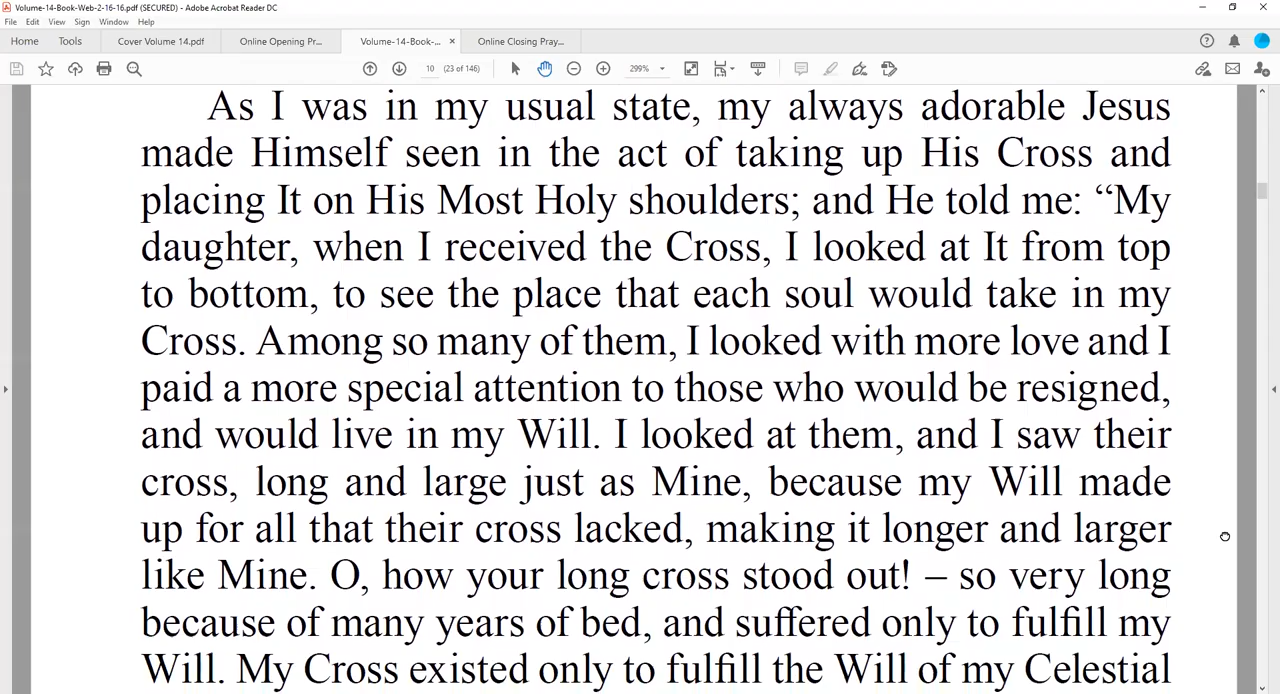 Volume-14-Book-Web-2-16-16.pdf (SECURED) - Adobe Acrobat Reader DC
File Edit View Sign Window Help
Home Tools Cover Volume 14.pdf Online Opening Pr... Volume-14-Book-... × Online Closing Pray...
10 (23 of 146) 299%
As I was in my usual state, my always adorable Jesus
made Himself seen in the act of taking up His Cross and
placing It on His Most Holy shoulders; and He told me: “My
daughter, when I received the Cross, I looked at It from top
to bottom, to see the place that each soul would take in my
Cross. Among so many of them, I looked with more love and I
paid a more special attention to those who would be resigned,
and would live in my Will. I looked at them, and I saw their
cross, long and large just as Mine, because my Will made
up for all that their cross lacked, making it longer and larger
like Mine. O, how your long cross stood out! – so very long
because of many years of bed, and suffered only to fulfill my
Will. My Cross existed only to fulfill the Will of my Celestial